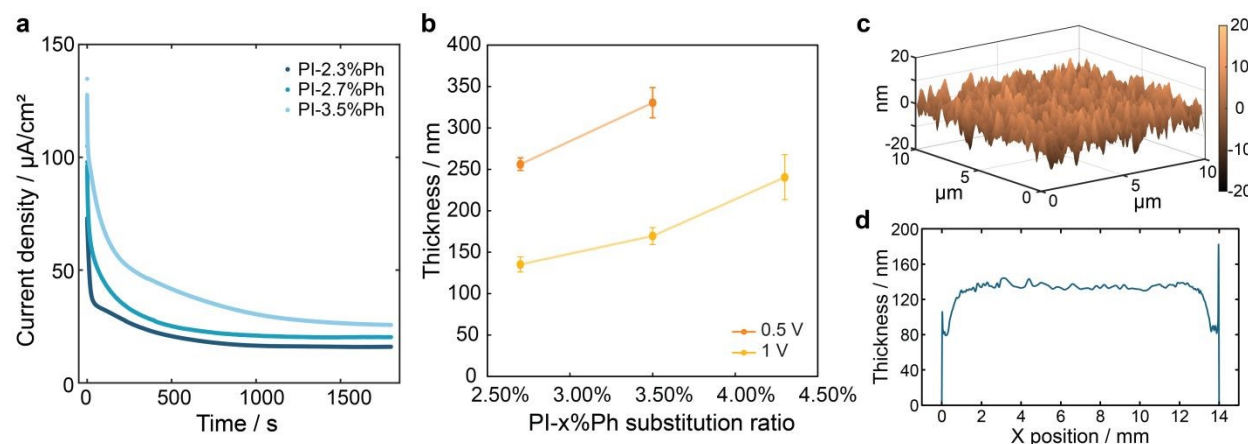 a
150
100
50
0
Current density / µA/cm²
PI-2.3%Ph
PI-2.7%Ph
PI-3.5%Ph
0 500 1000 1500
Time / s
b
400
350
300
250
200
150
100
50
0
Thickness / nm
0.5 V
1 V
2.50% 3.00% 3.50% 4.00% 4.50%
PI-x%Ph substitution ratio
c
20
0
-20
nm
10
5
0
µm
0
5
10
µm
20
10
0
-10
-20
d
200
160
120
80
40
0
Thickness / nm
0 2 4 6 8 10 12 14
X position / mm